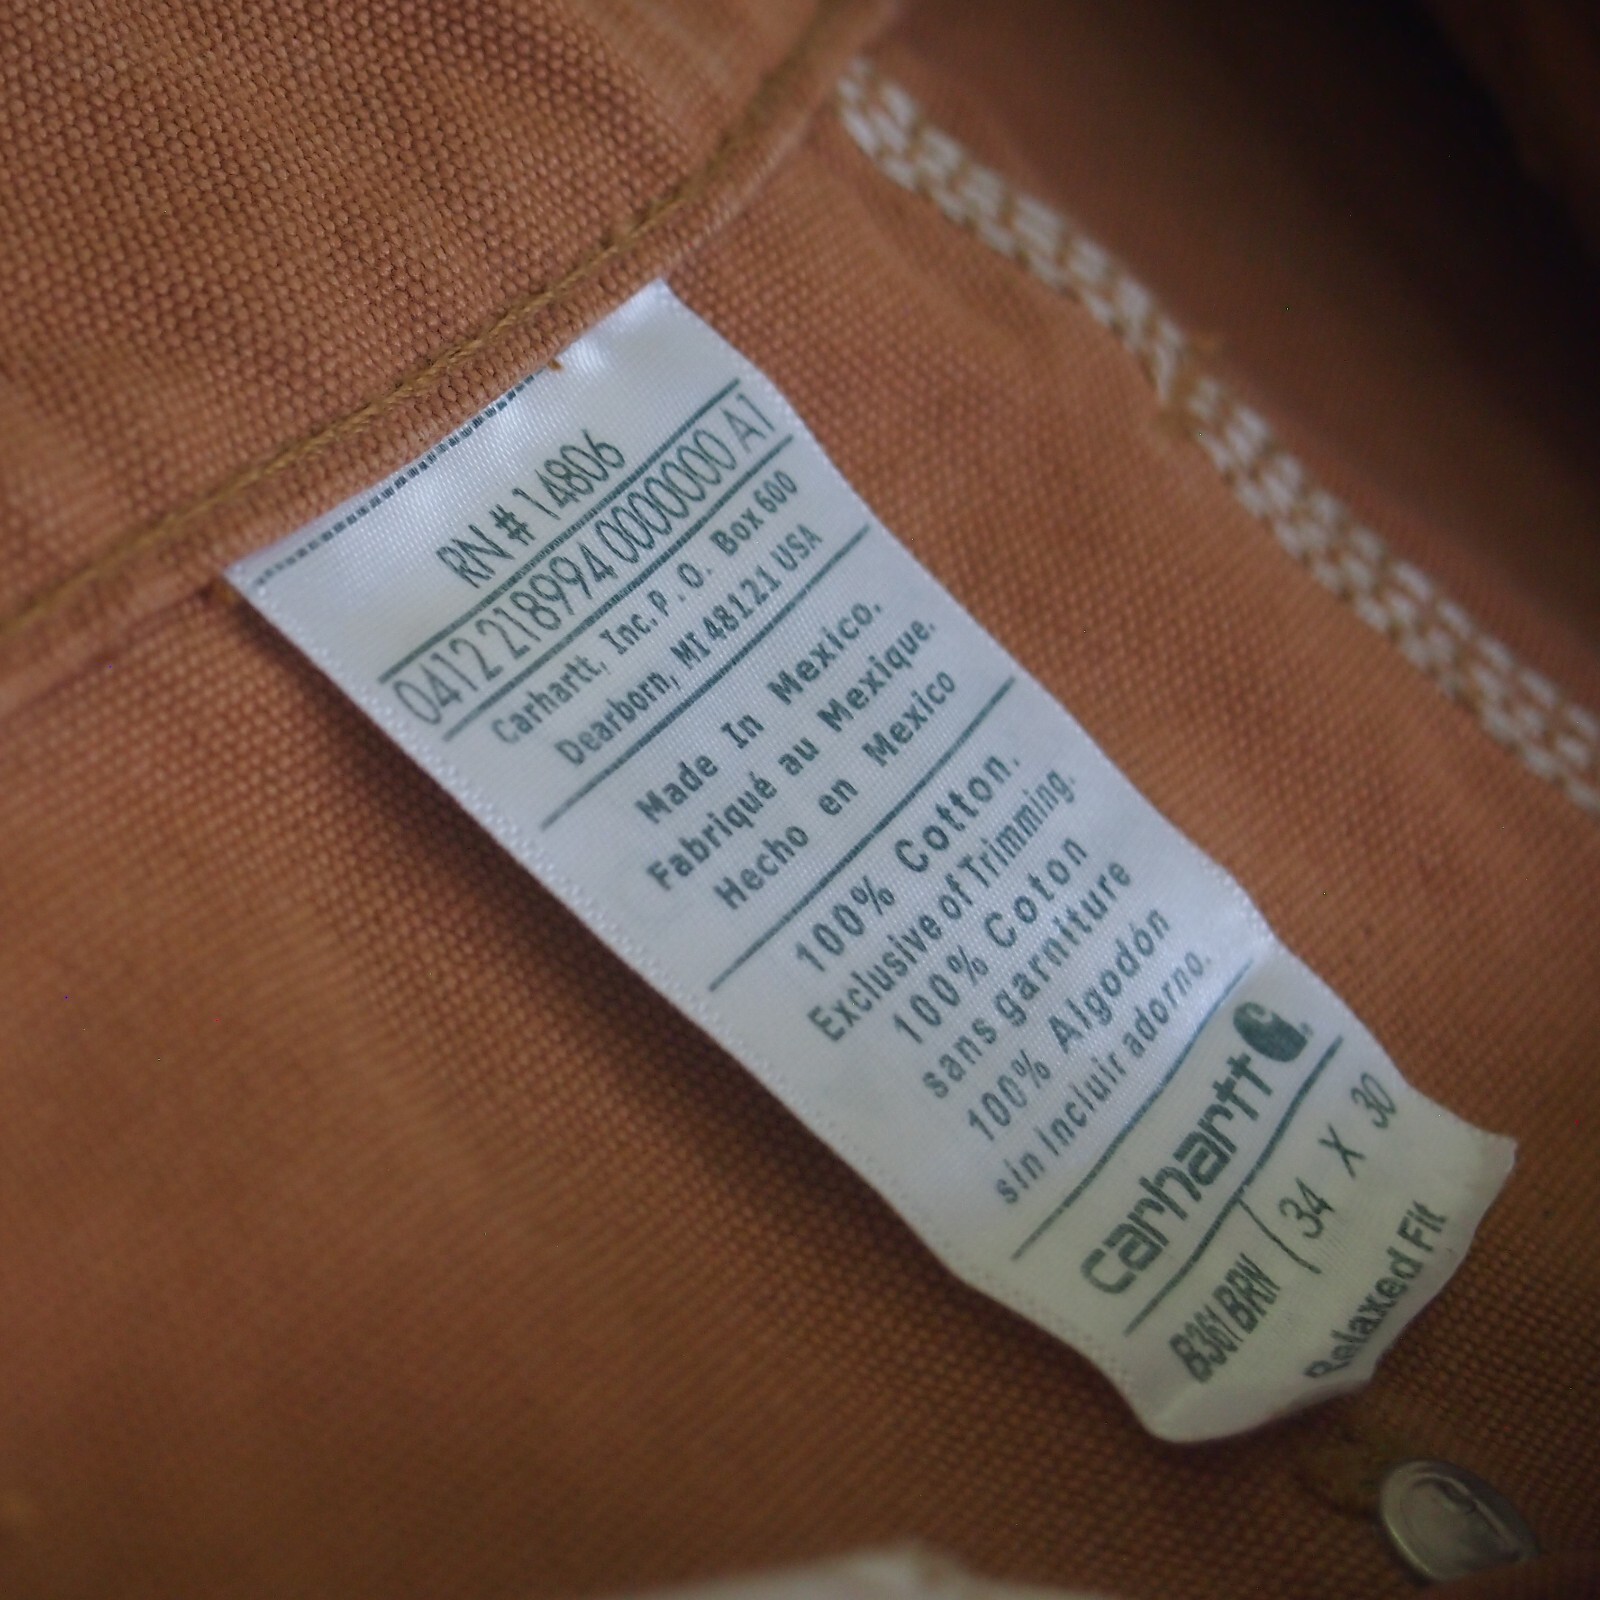 RN # 14806
0412 218994 0000000 A1
Carhartt, Inc. P. O. Box 600
Dearborn, MI 48121 USA
Made In Mexico.
Fabriqué au Mexique.
Hecho en Mexico
100% Cotton.
Exclusive of Trimming.
100% Coton
sans garniture
100% Algodón
sin Incluir adorno.
carhartt
B361 BRN / 34 X 30
Relaxed Fit